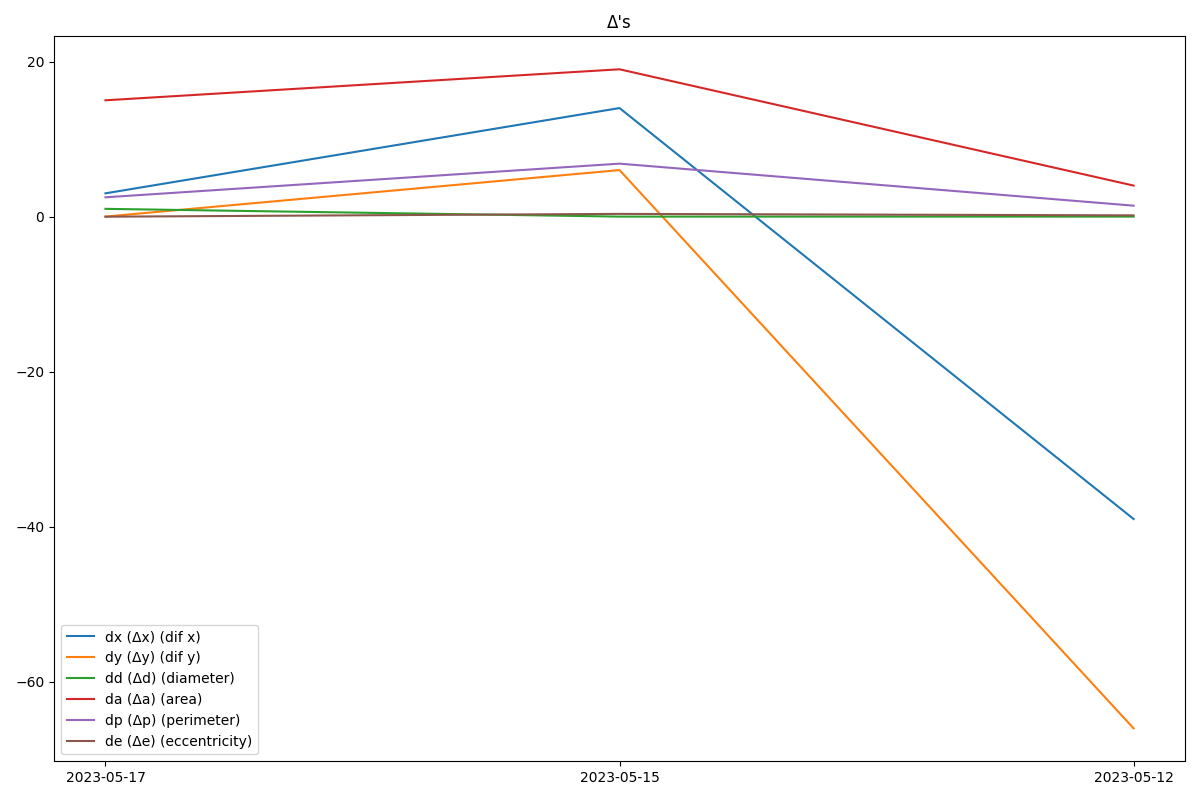 Δ's
20
0
−20
−40
−60
dx (Δx) (dif x)
dy (Δy) (dif y)
dd (Δd) (diameter)
da (Δa) (area)
dp (Δp) (perimeter)
de (Δe) (eccentricity)
2023-05-17
2023-05-15
2023-05-12